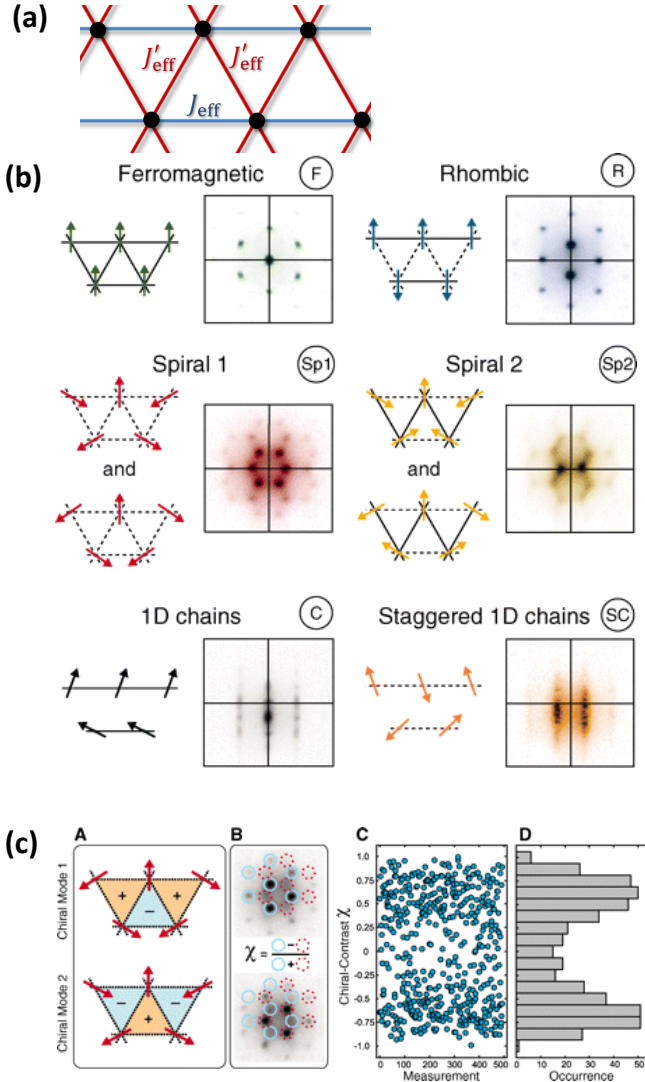 (a)
J′eff J′eff
Jeff
(b)
Ferromagnetic F
Rhombic R
Spiral 1 Sp1
and
Spiral 2 Sp2
and
1D chains C
Staggered 1D chains SC
(c)
A B C D
Chiral Mode 1
+ +
−
Chiral Mode 2
− −
+
χ = − +
Chiral-Contrast χ
1.0
0.75
0.50
0.25
0
-0.25
-0.50
-0.75
-1.0
0 100 200 300 400 500
Measurement
0 10 20 30 40 50
Occurrence